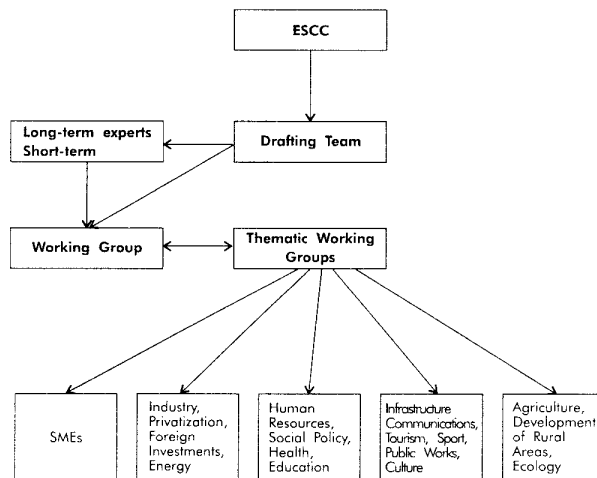 ESCC
Long-term experts
Short-term
Drafting Team
Working Group
Thematic Working
Groups
SMEs
Industry,
Privatization,
Foreign
Investments,
Energy
Human
Resources,
Social Policy,
Health,
Education
Infrastructure
Communications,
Tourism, Sport,
Public Works,
Culture
Agriculture,
Development
of Rural
Areas,
Ecology